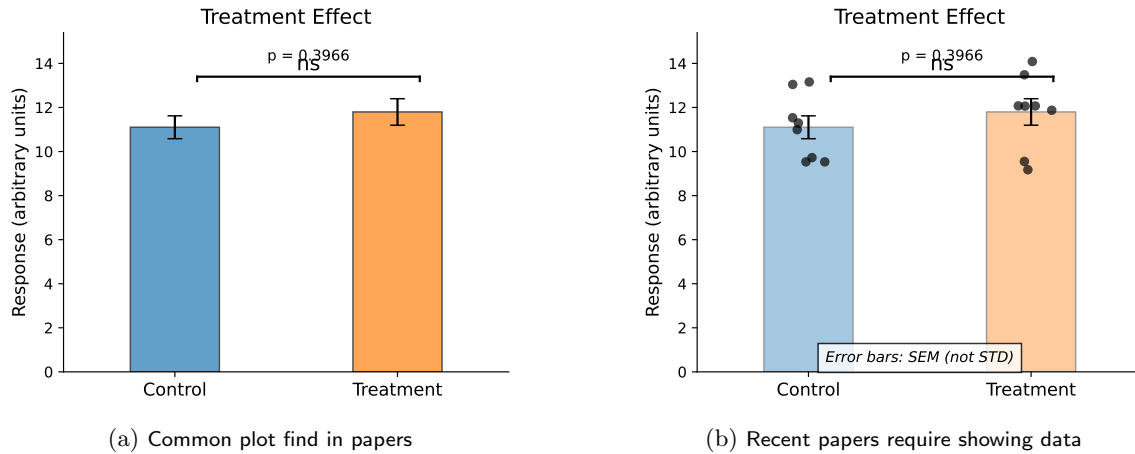 Treatment Effect
p = 0.3966
ns
14
12
10
8
6
4
2
0
Response (arbitrary units)
Control
Treatment
(a) Common plot find in papers
Treatment Effect
p = 0.3966
ns
14
12
10
8
6
4
2
0
Response (arbitrary units)
Error bars: SEM (not STD)
Control
Treatment
(b) Recent papers require showing data